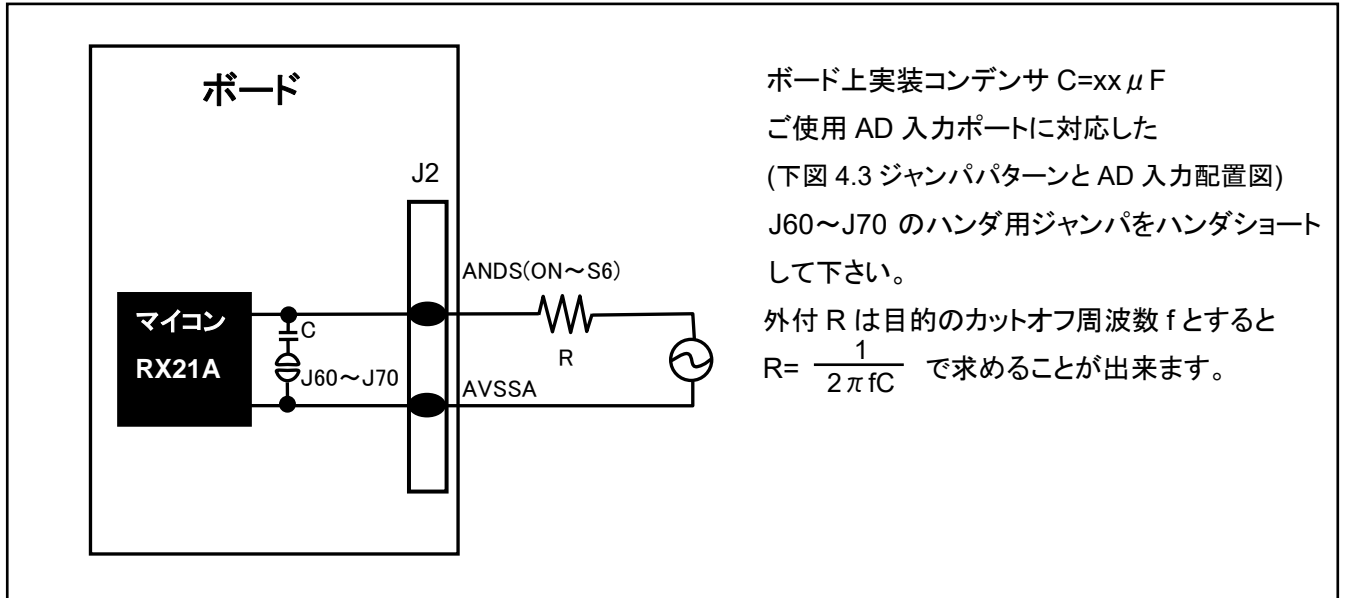 ボード
J2
ANDS(ON～S6)
マイコン
RX21A
C
J60～J70
R
AVSSA
ボード上実装コンデンサ C=xxμF
ご使用 AD 入力ポートに対応した
(下図 4.3 ジャンパパターンと AD 入力配置図)
J60～J70 のハンダ用ジャンパをハンダショート
して下さい。
外付 R は目的のカットオフ周波数 f とすると
R= 1/2πfC で求めることが出来ます。